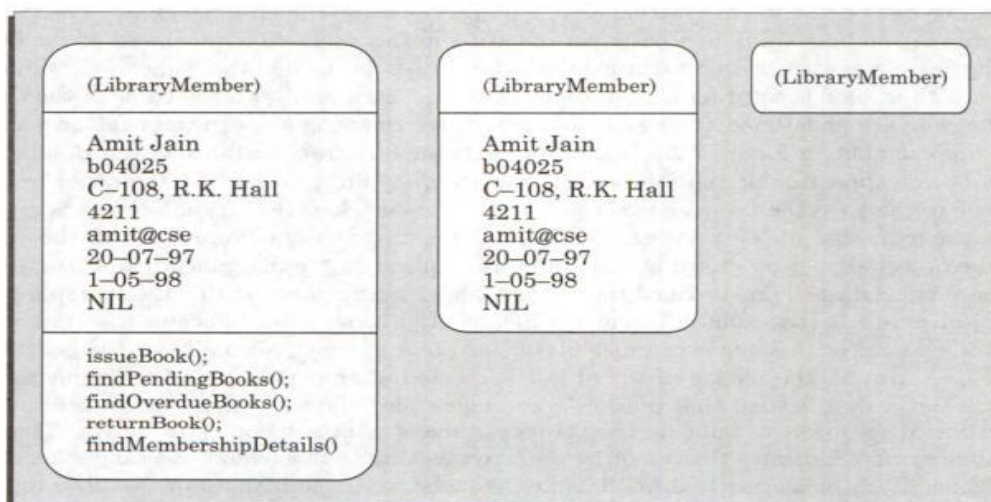 (LibraryMember)
Amit Jain
b04025
C–108, R.K. Hall
4211
amit@cse
20–07–97
1–05–98
NIL
issueBook();
findPendingBooks();
findOverdueBooks();
returnBook();
findMembershipDetails()
(LibraryMember)
Amit Jain
b04025
C–108, R.K. Hall
4211
amit@cse
20–07–97
1–05–98
NIL
(LibraryMember)